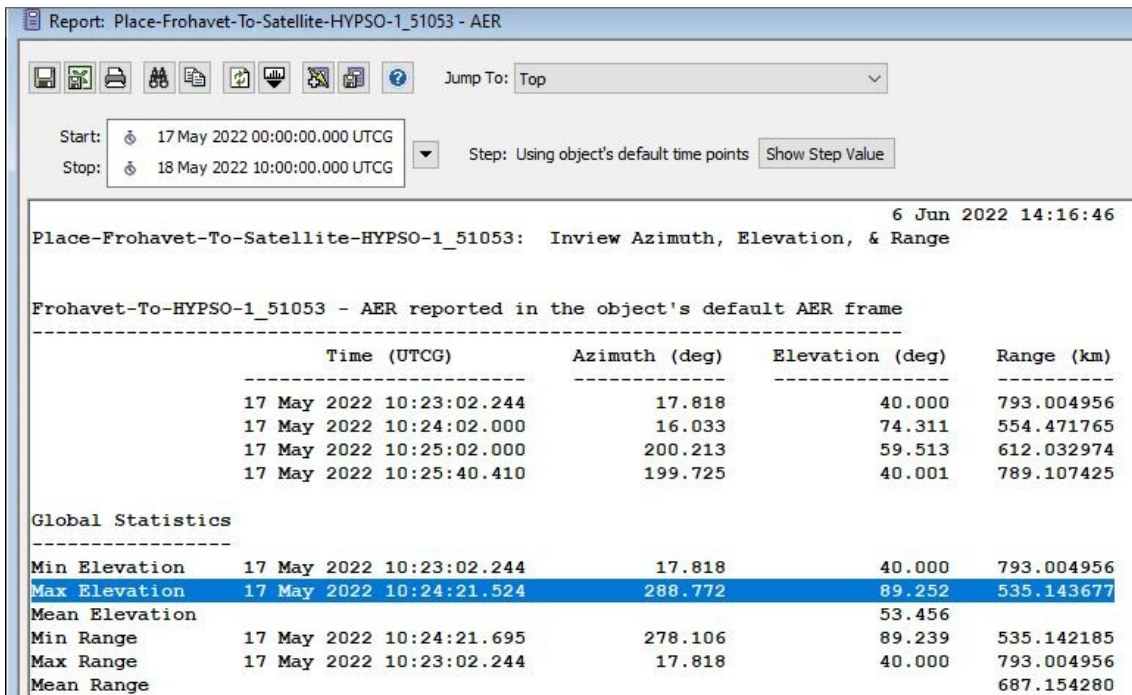 Report: Place-Frohavet-To-Satellite-HYPSO-1_51053 - AER
Jump To: Top
Start: 17 May 2022 00:00:00.000 UTCG
Stop: 18 May 2022 10:00:00.000 UTCG
Step: Using object's default time points Show Step Value
6 Jun 2022 14:16:46
Place-Frohavet-To-Satellite-HYPSO-1_51053: Inview Azimuth, Elevation, & Range
Frohavet-To-HYPSO-1_51053 - AER reported in the object's default AER frame
Time (UTCG) Azimuth (deg) Elevation (deg) Range (km)
17 May 2022 10:23:02.244 17.818 40.000 793.004956
17 May 2022 10:24:02.000 16.033 74.311 554.471765
17 May 2022 10:25:02.000 200.213 59.513 612.032974
17 May 2022 10:25:40.410 199.725 40.001 789.107425
Global Statistics
Min Elevation 17 May 2022 10:23:02.244 17.818 40.000 793.004956
Max Elevation 17 May 2022 10:24:21.524 288.772 89.252 535.143677
Mean Elevation 53.456
Min Range 17 May 2022 10:24:21.695 278.106 89.239 535.142185
Max Range 17 May 2022 10:23:02.244 17.818 40.000 793.004956
Mean Range 687.154280